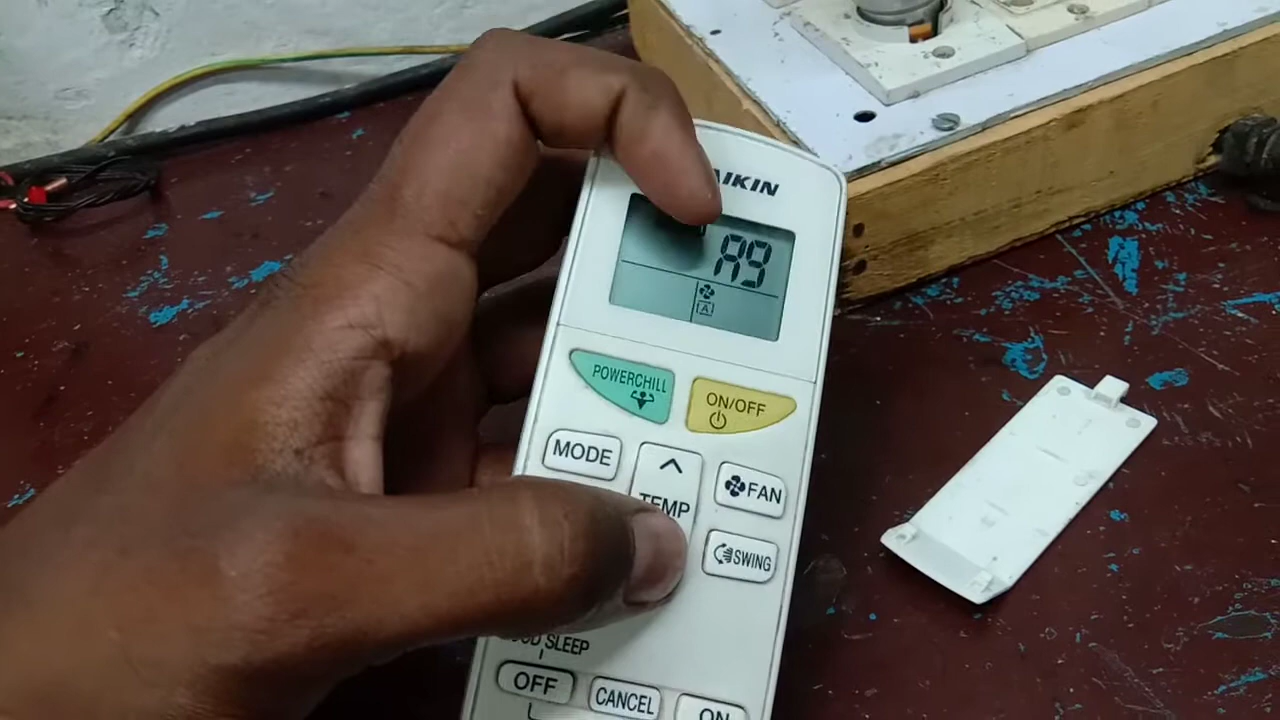 AIKIN
A9
A
POWERCHILL
ON/OFF
MODE
TEMP
FAN
SWING
SLEEP
OFF
CANCEL
ON